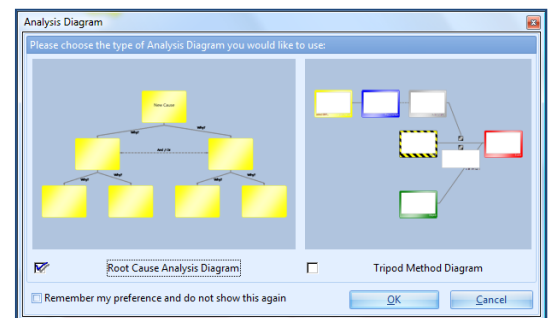 Analysis Diagram
Please choose the type of Analysis Diagram you would like to use:
New Cause
Why?
Why?
And / Or
Why?
Why?
Why?
Why?
Root Cause Analysis Diagram
Tripod Method Diagram
Remember my preference and do not show this again
OK
Cancel